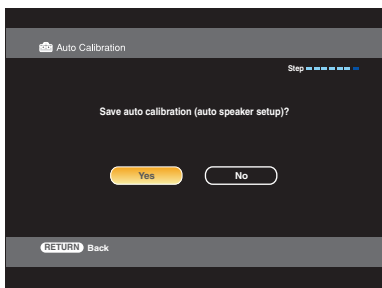 Auto Calibration
Step
Save auto calibration (auto speaker setup)?
Yes No
RETURN Back